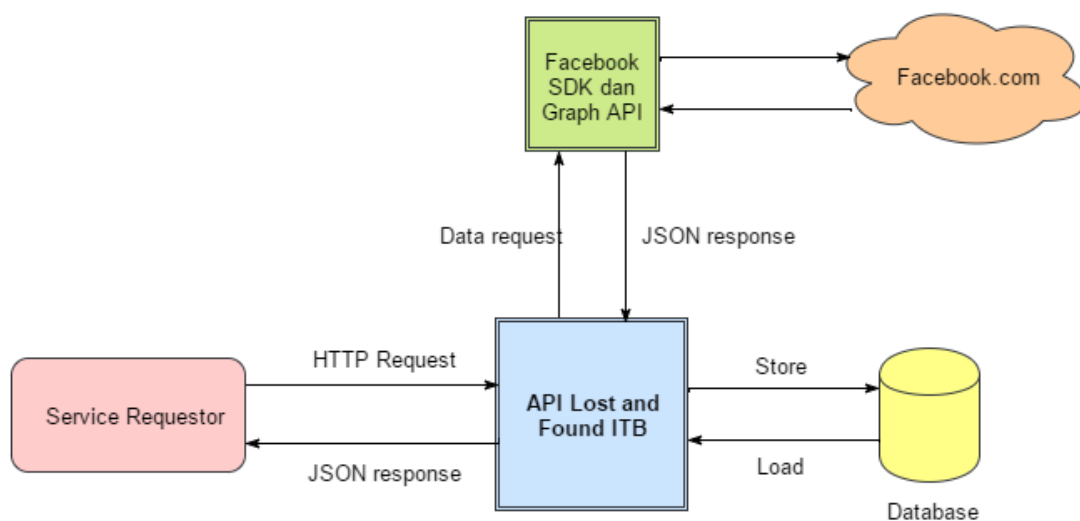 Facebook
SDK dan
Graph API
Facebook.com
Data request
JSON response
HTTP Request
API Lost and
Found ITB
Store
Service Requestor
JSON response
Load
Database